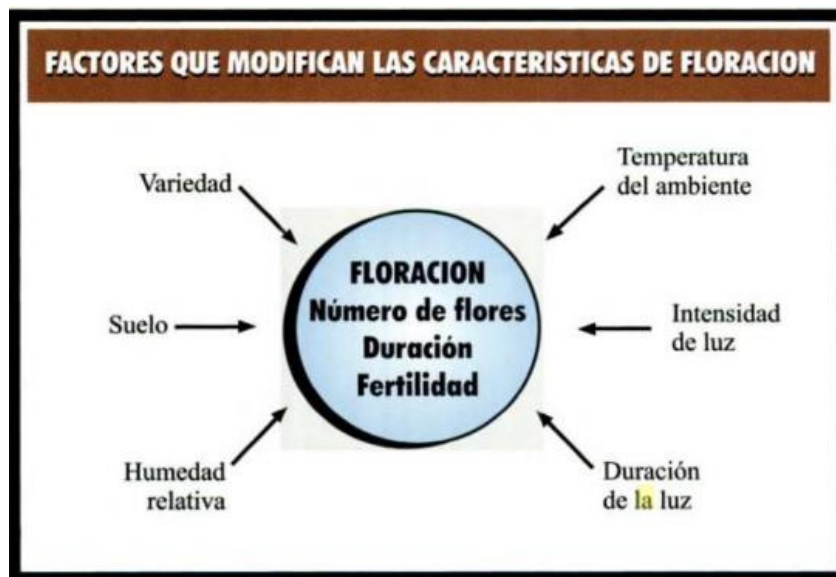 FACTORES QUE MODIFICAN LAS CARACTERISTICAS DE FLORACION
Variedad
Temperatura
del ambiente
FLORACION
Número de flores
Duración
Fertilidad
Suelo
Intensidad
de luz
Humedad
relativa
Duración
de la luz